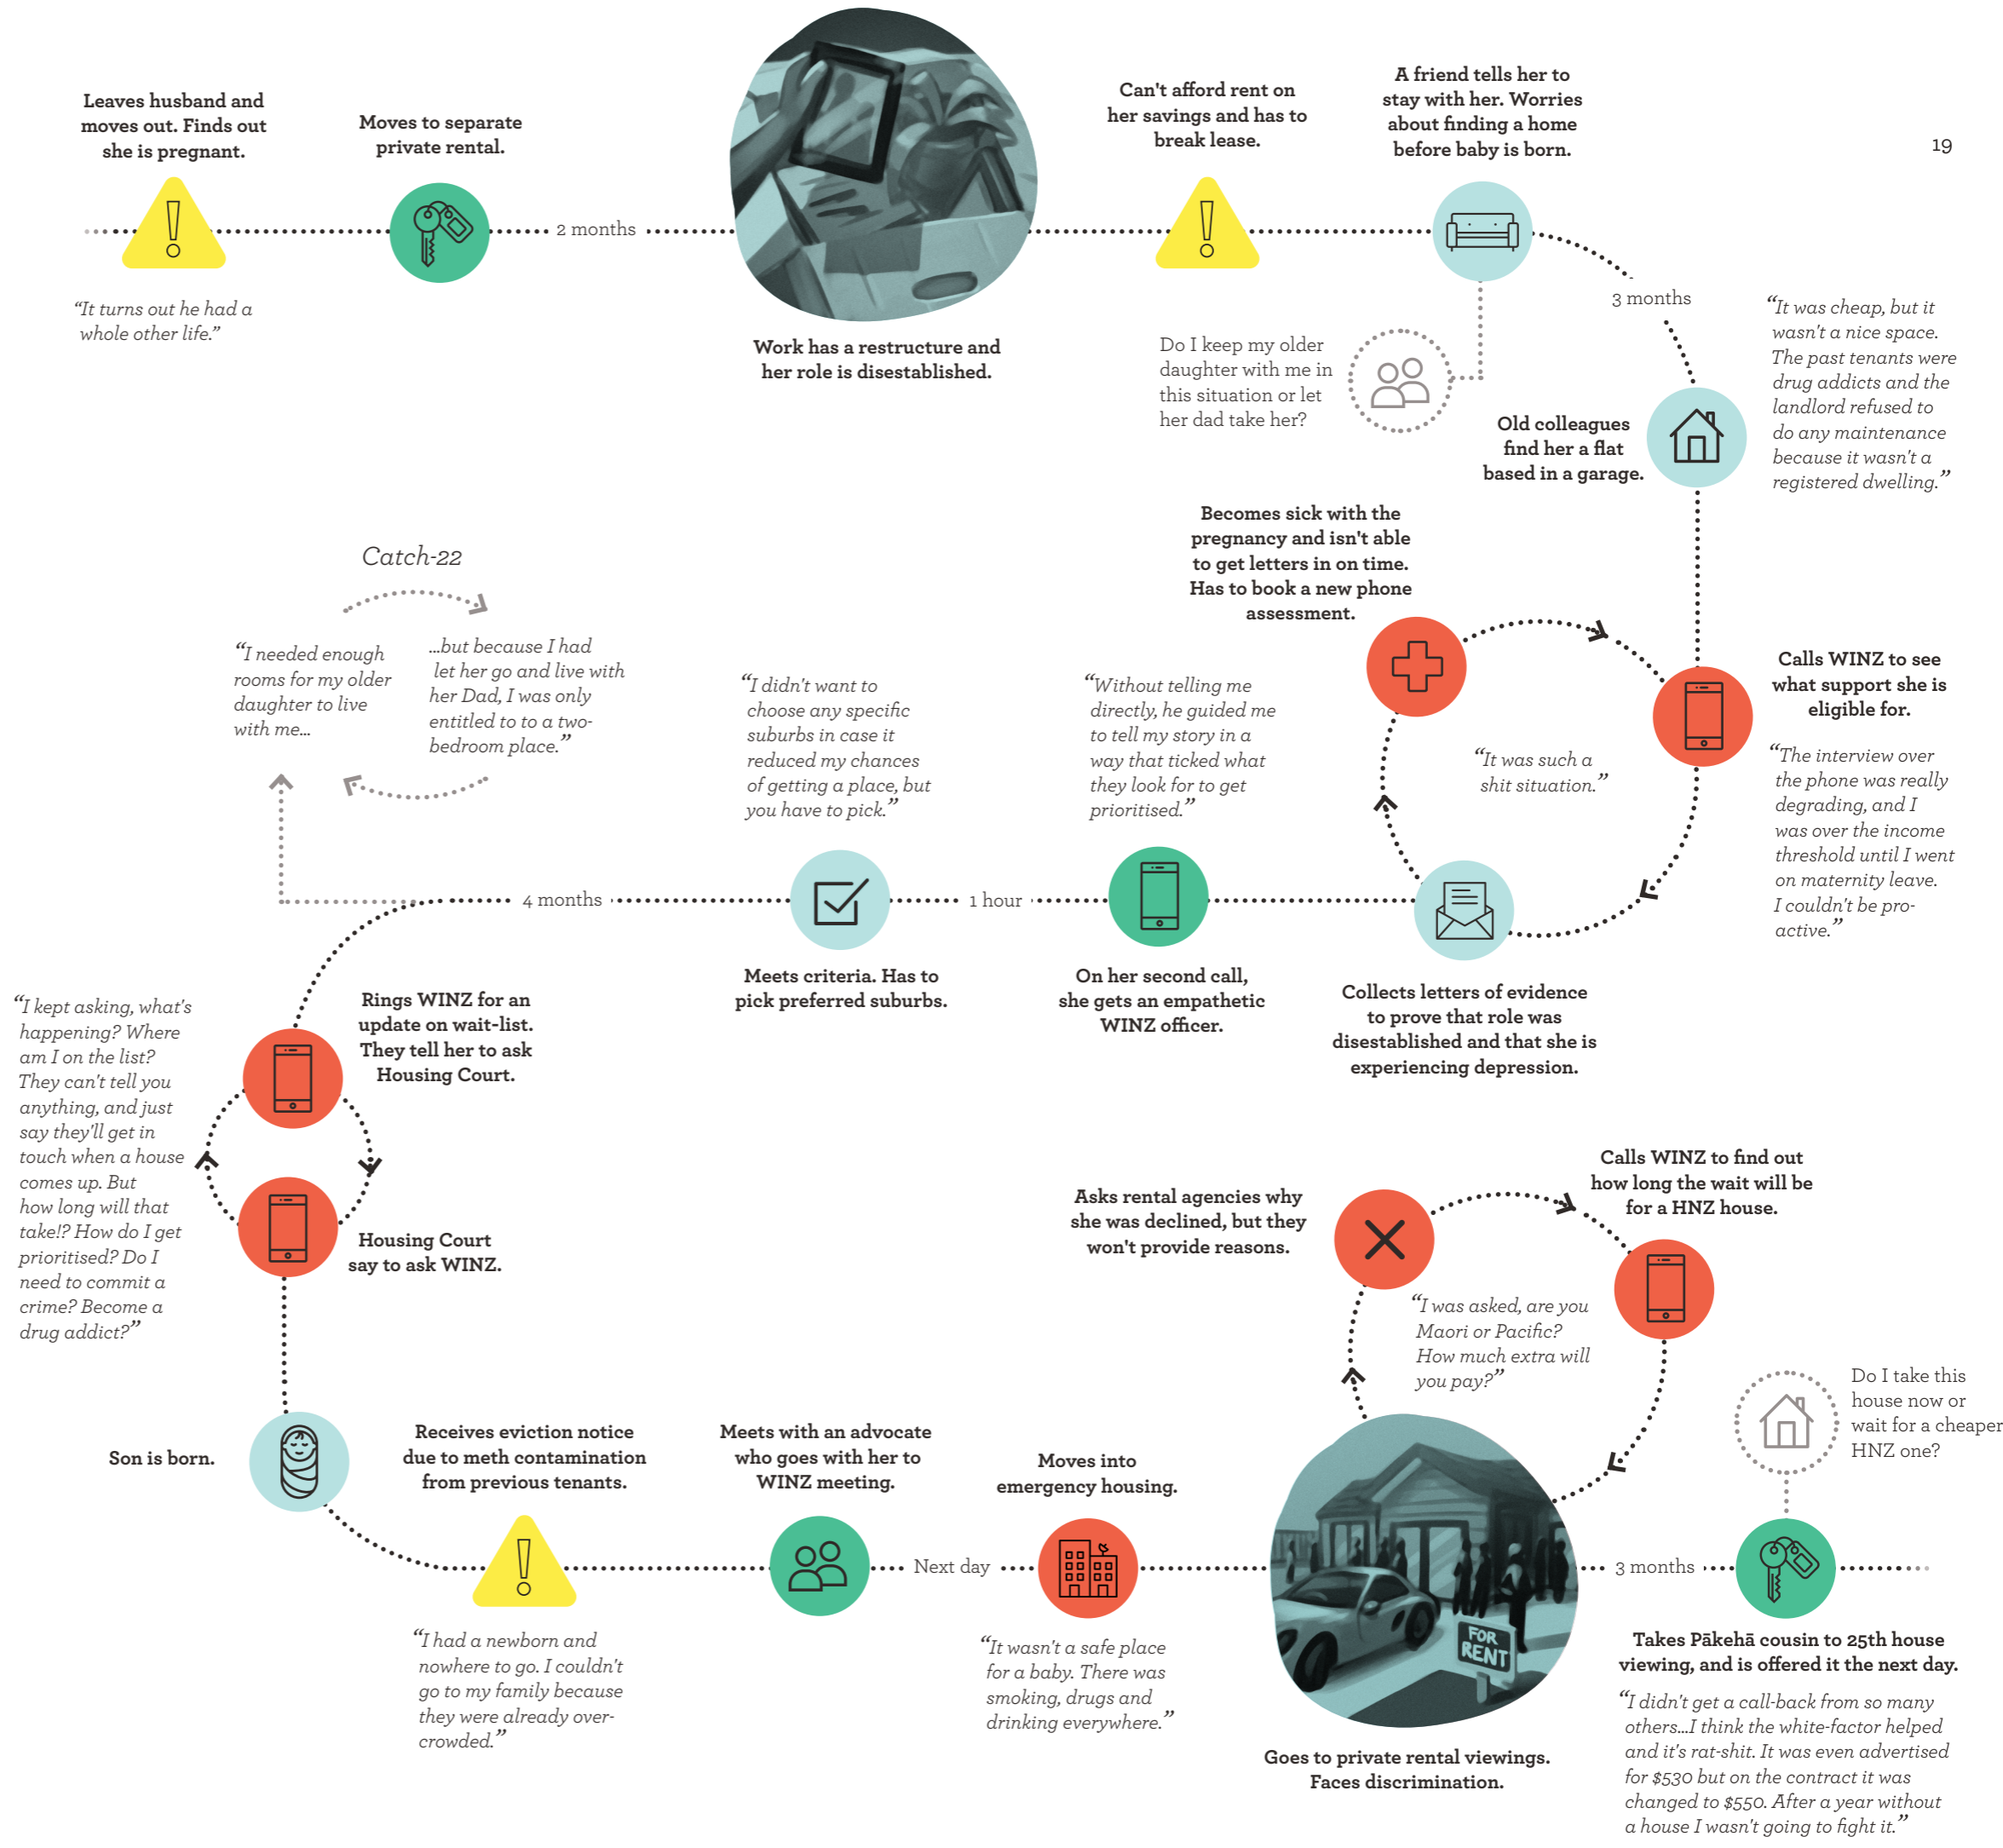 19
Leaves husband and
moves out. Finds out
she is pregnant.
“It turns out he had a
whole other life.”
Moves to separate
private rental.
2 months
Work has a restructure and
her role is disestablished.
Can't afford rent on
her savings and has to
break lease.
A friend tells her to
stay with her. Worries
about finding a home
before baby is born.
Do I keep my older
daughter with me in
this situation or let
her dad take her?
3 months
Old colleagues
find her a flat
based in a garage.
“It was cheap, but it
wasn't a nice space.
The past tenants were
drug addicts and the
landlord refused to
do any maintenance
because it wasn't a
registered dwelling.”
Calls WINZ to see
what support she is
eligible for.
“The interview over
the phone was really
degrading, and I
was over the income
threshold until I went
on maternity leave.
I couldn't be pro-
active.”
Becomes sick with the
pregnancy and isn't able
to get letters in on time.
Has to book a new phone
assessment.
“It was such a
shit situation.”
Collects letters of evidence
to prove that role was
disestablished and that she is
experiencing depression.
“Without telling me
directly, he guided me
to tell my story in a
way that ticked what
they look for to get
prioritised.”
On her second call,
she gets an empathetic
WINZ officer.
1 hour
“I didn't want to
choose any specific
suburbs in case it
reduced my chances
of getting a place, but
you have to pick.”
Meets criteria. Has to
pick preferred suburbs.
4 months
Catch-22
“I needed enough
rooms for my older
daughter to live
with me...
...but because I had
let her go and live with
her Dad, I was only
entitled to to a two-
bedroom place.”
Rings WINZ for an
update on wait-list.
They tell her to ask
Housing Court.
“I kept asking, what's
happening? Where
am I on the list?
They can't tell you
anything, and just
say they'll get in
touch when a house
comes up. But
how long will that
take!? How do I get
prioritised? Do I
need to commit a
crime? Become a
drug addict?”
Housing Court
say to ask WINZ.
Son is born.
Receives eviction notice
due to meth contamination
from previous tenants.
“I had a newborn and
nowhere to go. I couldn't
go to my family because
they were already over-
crowded.”
Meets with an advocate
who goes with her to
WINZ meeting.
Next day
Moves into
emergency housing.
“It wasn't a safe place
for a baby. There was
smoking, drugs and
drinking everywhere.”
FOR
RENT
Goes to private rental viewings.
Faces discrimination.
Asks rental agencies why
she was declined, but they
won't provide reasons.
“I was asked, are you
Maori or Pacific?
How much extra will
you pay?”
Calls WINZ to find out
how long the wait will be
for a HNZ house.
3 months
Do I take this
house now or
wait for a cheaper
HNZ one?
Takes Pākehā cousin to 25th house
viewing, and is offered it the next day.
“I didn't get a call-back from so many
others...I think the white-factor helped
and it's rat-shit. It was even advertised
for $530 but on the contract it was
changed to $550. After a year without
a house I wasn't going to fight it.”